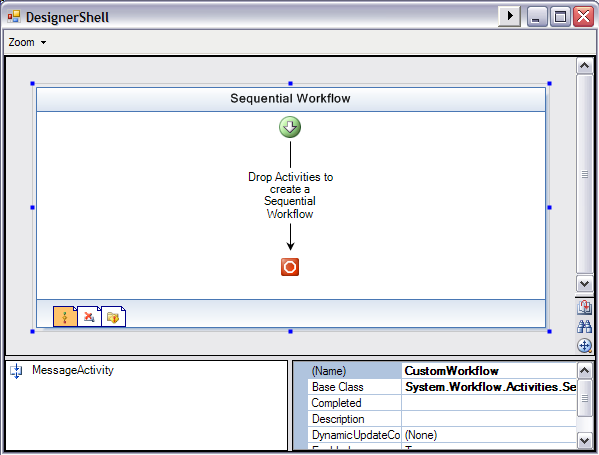 DesignerShell
Zoom
Sequential Workflow
Drop Activities to
create a
Sequential
Workflow
MessageActivity
(Name) CustomWorkflow
Base Class System.Workflow.Activities.Se
Completed
Description
DynamicUpdateCo (None)